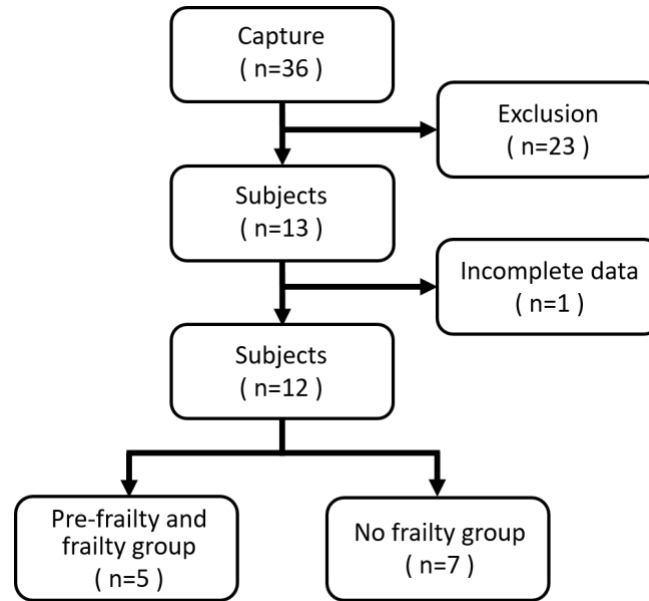 Capture
( n=36 )
Exclusion
( n=23 )
Subjects
( n=13 )
Incomplete data
( n=1 )
Subjects
( n=12 )
Pre-frailty and
frailty group
( n=5 )
No frailty group
( n=7 )